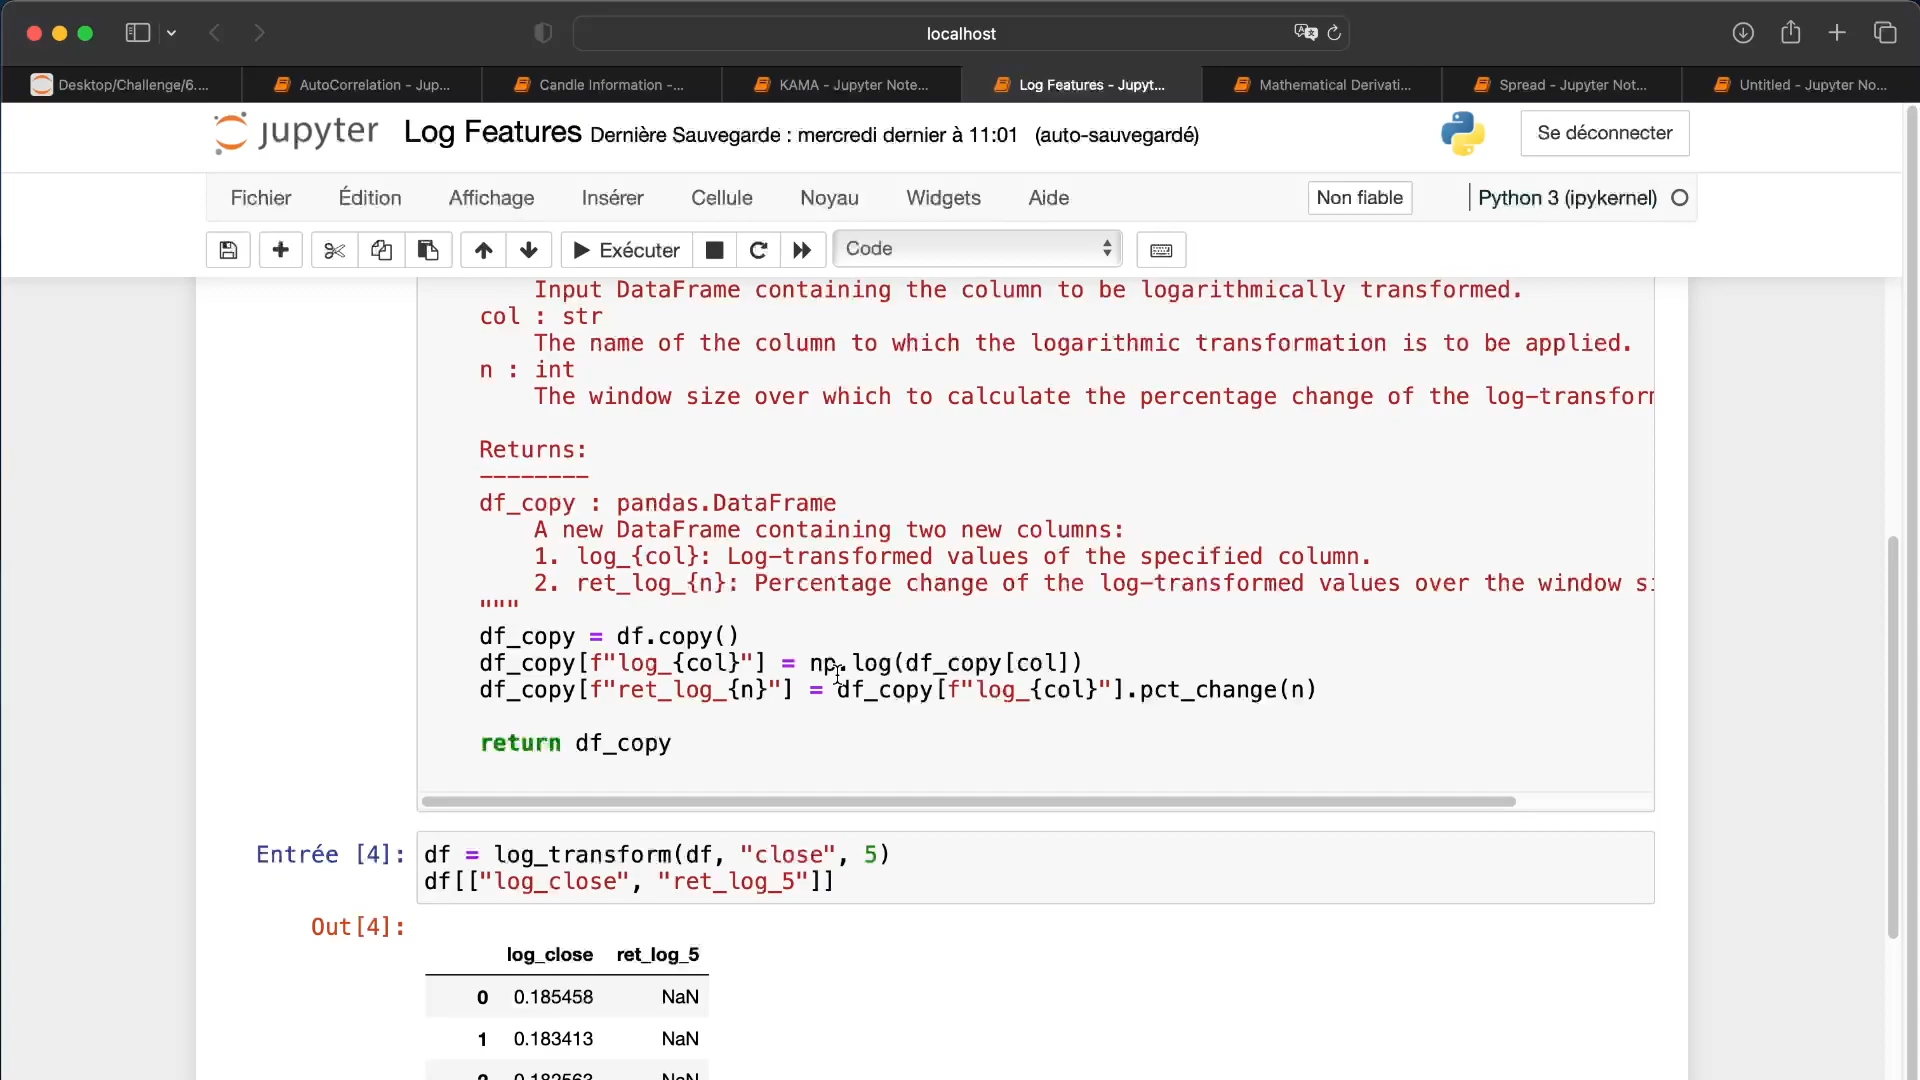 localhost
Desktop/Challenge/6....
AutoCorrelation - Jup...
Candle Information -...
KAMA - Jupyter Note...
Log Features - Jupyt...
Mathematical Derivati...
Spread - Jupyter Not...
Untitled - Jupyter No...
jupyter Log Features Dernière Sauvegarde : mercredi dernier à 11:01 (auto-sauvegardé)
Se déconnecter
Fichier Édition Affichage Insérer Cellule Noyau Widgets Aide
Non fiable
Python 3 (ipykernel)
Exécuter
Code
Input DataFrame containing the column to be logarithmically transformed.
col : str
The name of the column to which the logarithmic transformation is to be applied.
n : int
The window size over which to calculate the percentage change of the log-transfor
Returns:
--------
df_copy : pandas.DataFrame
A new DataFrame containing two new columns:
1. log_{col}: Log-transformed values of the specified column.
2. ret_log_{n}: Percentage change of the log-transformed values over the window
"""
df_copy = df.copy()
df_copy[f"log_{col}"] = np.log(df_copy[col])
df_copy[f"ret_log_{n}"] = df_copy[f"log_{col}"].pct_change(n)
return df_copy
Entrée [4]:
df = log_transform(df, "close", 5)
df[["log_close", "ret_log_5"]]
Out[4]:
log_close ret_log_5
0 0.185458 NaN
1 0.183413 NaN